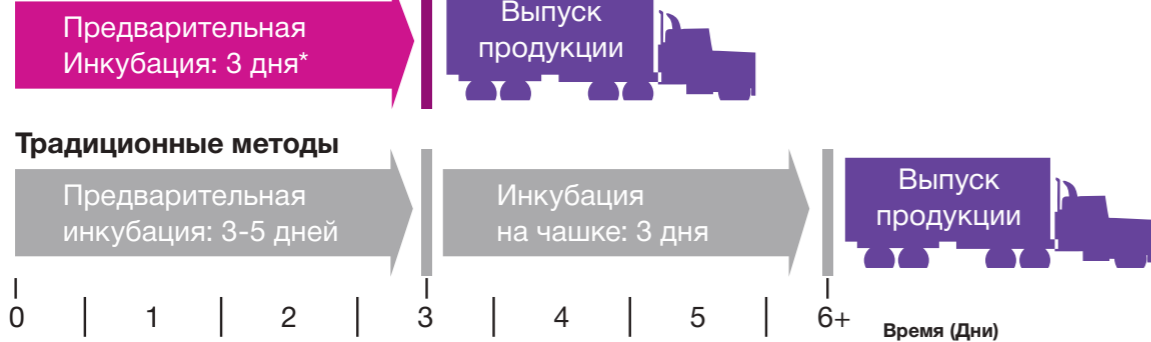 Предварительная
Инкубация: 3 дня*
Выпуск
продукции
Традиционные методы
Предварительная
инкубация: 3-5 дней
Инкубация
на чашке: 3 дня
Выпуск
продукции
0 1 2 3 4 5 6+
Время (Дни)